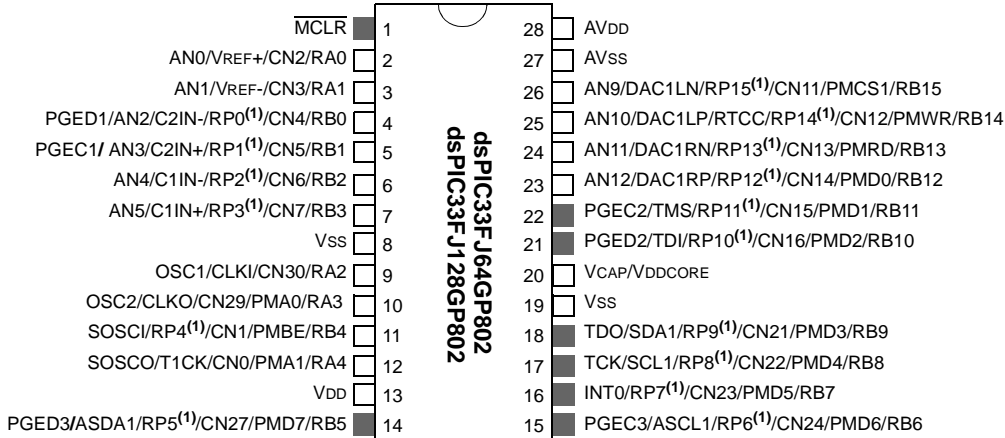 MCLR 1 28 AVDD
AN0/VREF+/CN2/RA0 2 27 AVSS
AN1/VREF-/CN3/RA1 3 26 AN9/DAC1LN/RP15(1)/CN11/PMCS1/RB15
PGED1/AN2/C2IN-/RP0(1)/CN4/RB0 4 25 AN10/DAC1LP/RTCC/RP14(1)/CN12/PMWR/RB14
PGEC1/ AN3/C2IN+/RP1(1)/CN5/RB1 5 24 AN11/DAC1RN/RP13(1)/CN13/PMRD/RB13
AN4/C1IN-/RP2(1)/CN6/RB2 6 23 AN12/DAC1RP/RP12(1)/CN14/PMD0/RB12
AN5/C1IN+/RP3(1)/CN7/RB3 7 22 PGEC2/TMS/RP11(1)/CN15/PMD1/RB11
VSS 8 21 PGED2/TDI/RP10(1)/CN16/PMD2/RB10
OSC1/CLKI/CN30/RA2 9 20 VCAP/VDDCORE
OSC2/CLKO/CN29/PMA0/RA3 10 19 VSS
SOSCI/RP4(1)/CN1/PMBE/RB4 11 18 TDO/SDA1/RP9(1)/CN21/PMD3/RB9
SOSCO/T1CK/CN0/PMA1/RA4 12 17 TCK/SCL1/RP8(1)/CN22/PMD4/RB8
VDD 13 16 INT0/RP7(1)/CN23/PMD5/RB7
PGED3/ASDA1/RP5(1)/CN27/PMD7/RB5 14 15 PGEC3/ASCL1/RP6(1)/CN24/PMD6/RB6
dsPIC33FJ64GP802
dsPIC33FJ128GP802